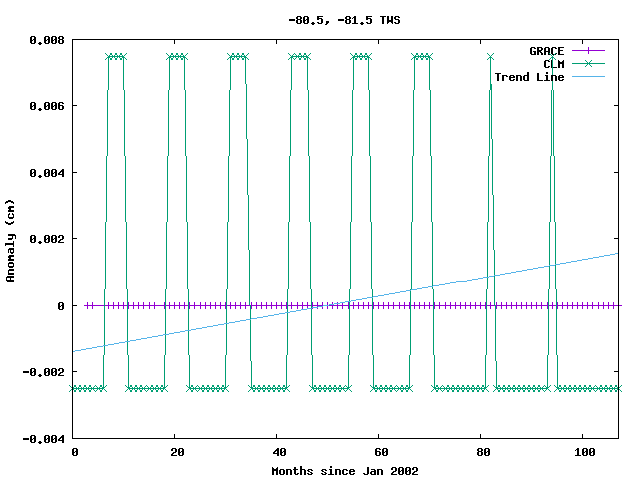 -80.5, -81.5 TWS
GRACE
CLM
Trend Line
0.008
0.006
0.004
0.002
0
-0.002
-0.004
Anomaly (cm)
0 20 40 60 80 100
Months since Jan 2002